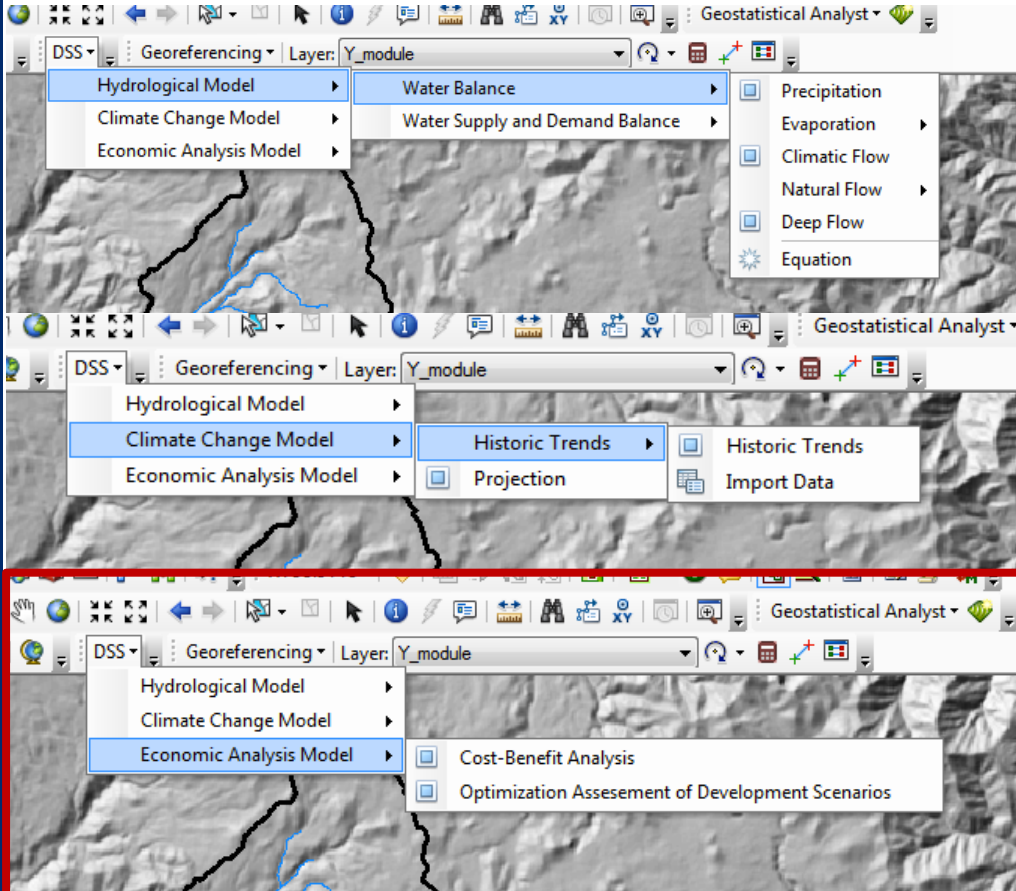 XY Geostatistical Analyst
DSS Georeferencing Layer: Y_module
Hydrological Model Water Balance Precipitation
Climate Change Model Water Supply and Demand Balance Evaporation
Economic Analysis Model Climatic Flow
Natural Flow
Deep Flow
Equation
XY Geostatistical Analyst
DSS Georeferencing Layer: Y_module
Hydrological Model
Climate Change Model Historic Trends Historic Trends
Economic Analysis Model Projection Import Data
XY Geostatistical Analyst
DSS Georeferencing Layer: Y_module
Hydrological Model
Climate Change Model
Economic Analysis Model Cost-Benefit Analysis
Optimization Assesement of Development Scenarios